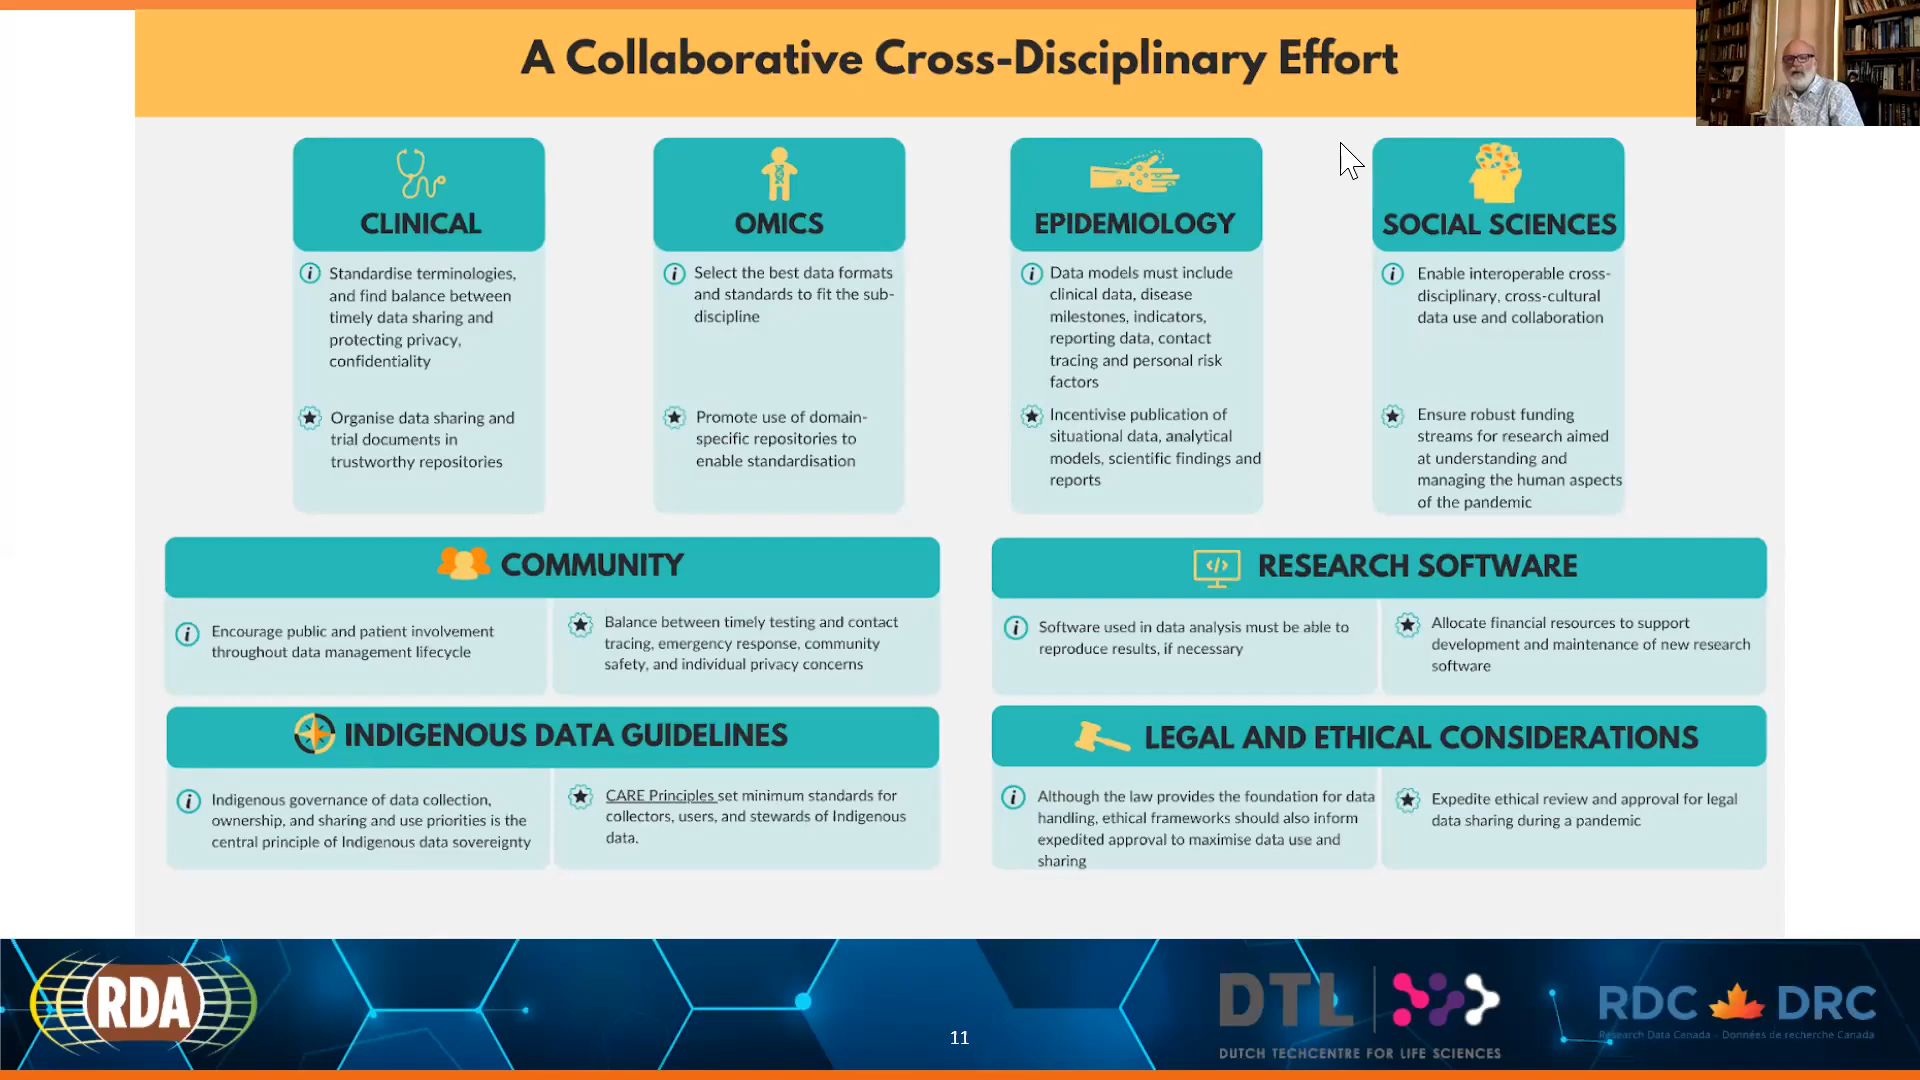 A Collaborative Cross-Disciplinary Effort
CLINICAL
Standardise terminologies,
and find balance between
timely data sharing and
protecting privacy,
confidentiality
Organise data sharing and
trial documents in
trustworthy repositories
OMICS
Select the best data formats
and standards to fit the sub-
discipline
Promote use of domain-
specific repositories to
enable standardisation
EPIDEMIOLOGY
Data models must include
clinical data, disease
milestones, indicators,
reporting data, contact
tracing and personal risk
factors
Incentivise publication of
situational data, analytical
models, scientific findings and
reports
SOCIAL SCIENCES
Enable interoperable cross-
disciplinary, cross-cultural
data use and collaboration
Ensure robust funding
streams for research aimed
at understanding and
managing the human aspects
of the pandemic
COMMUNITY
Encourage public and patient involvement
throughout data management lifecycle
Balance between timely testing and contact
tracing, emergency response, community
safety, and individual privacy concerns
RESEARCH SOFTWARE
Software used in data analysis must be able to
reproduce results, if necessary
Allocate financial resources to support
development and maintenance of new research
software
INDIGENOUS DATA GUIDELINES
Indigenous governance of data collection,
ownership, and sharing and use priorities is the
central principle of Indigenous data sovereignty
CARE Principles set minimum standards for
collectors, users, and stewards of Indigenous
data.
LEGAL AND ETHICAL CONSIDERATIONS
Although the law provides the foundation for data
handling, ethical frameworks should also inform
expedited approval to maximise data use and
sharing
Expedite ethical review and approval for legal
data sharing during a pandemic
RDA
11
DTL
DUTCH TECHCENTRE FOR LIFE SCIENCES
RDC DRC
Research Data Canada - Données de recherche Canada